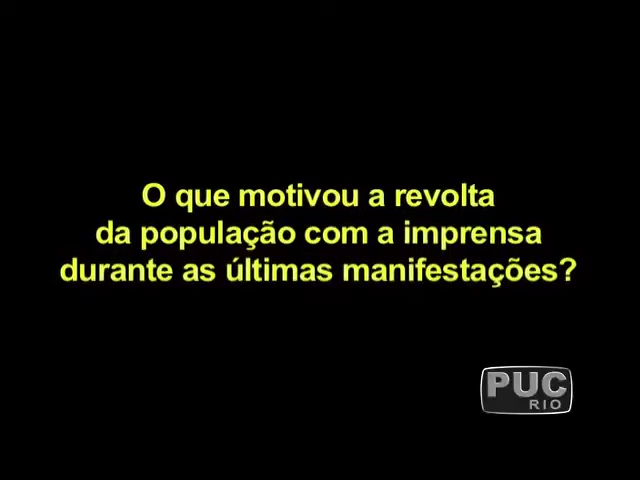 O que motivou a revolta
da população com a imprensa
durante as últimas manifestações?
PUC
RIO